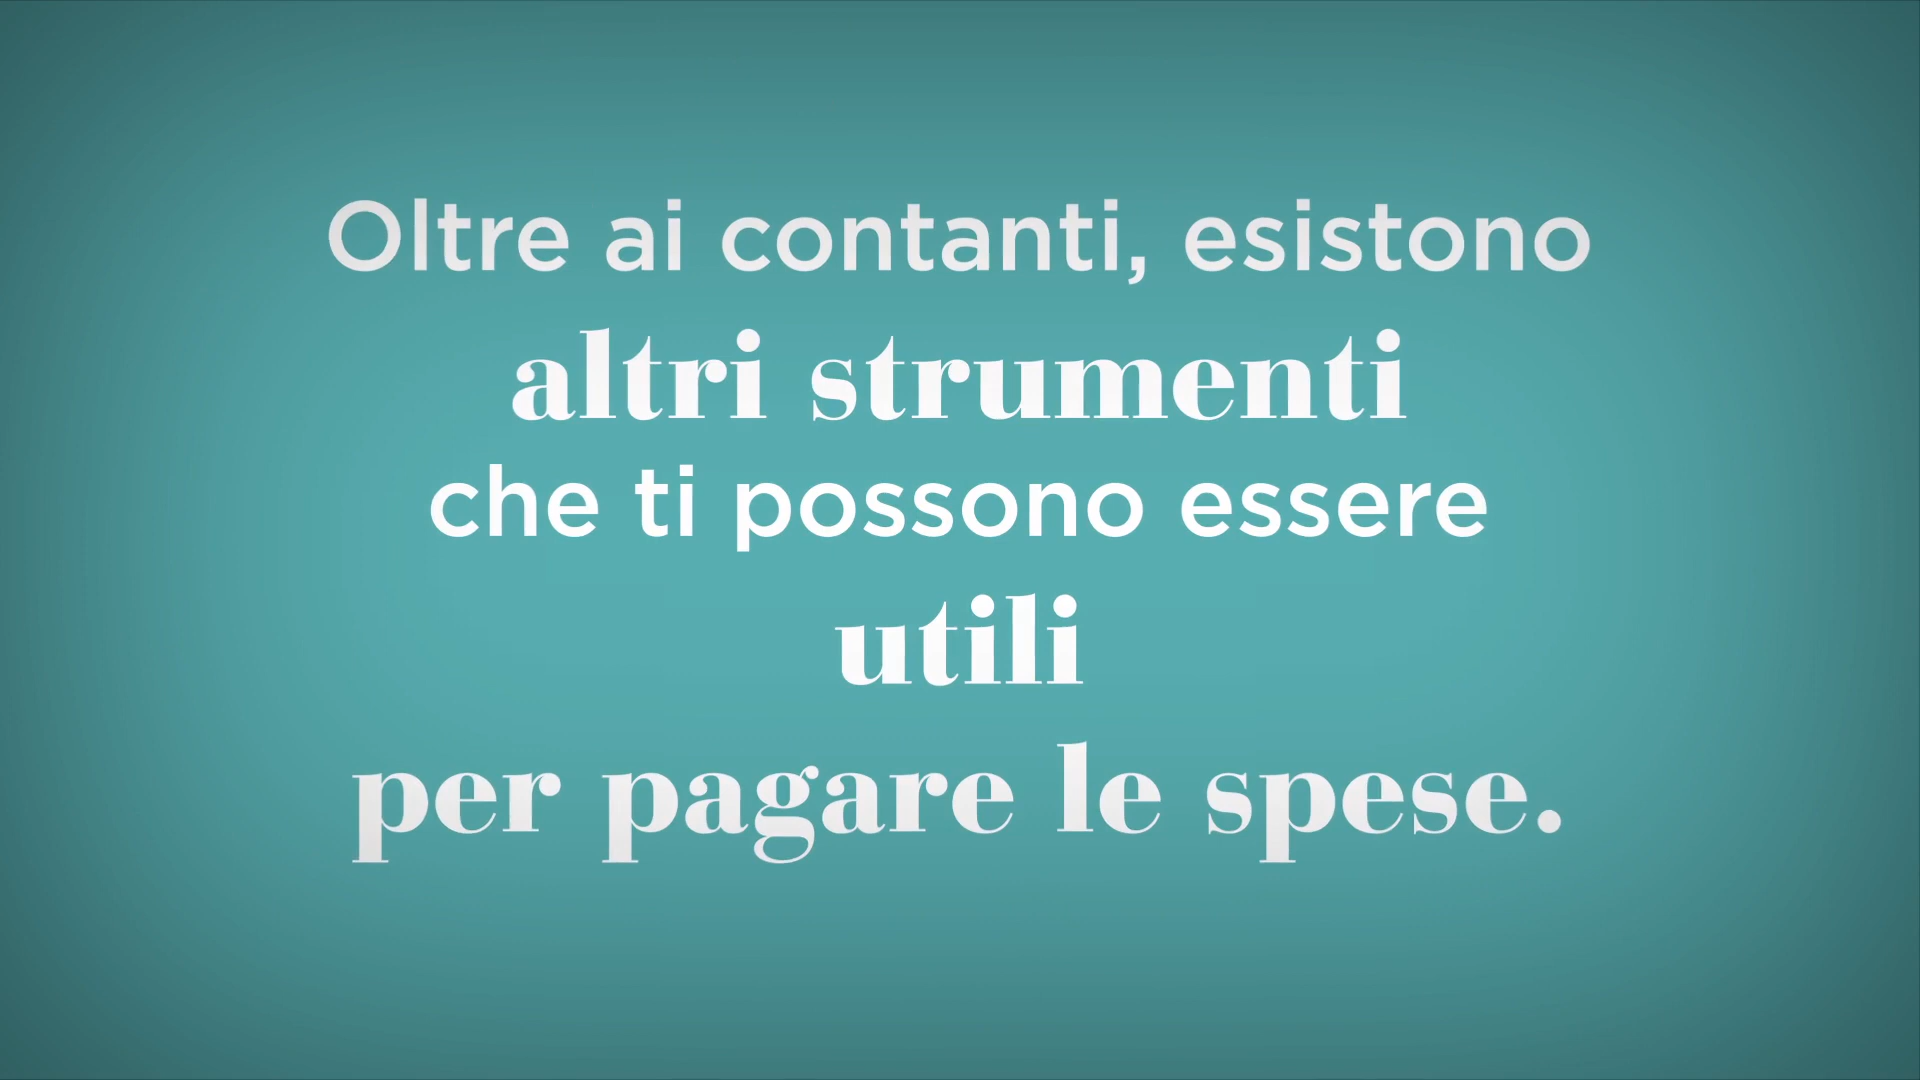 Oltre ai contanti, esistono
altri strumenti
che ti possono essere
utili
per pagare le spese.